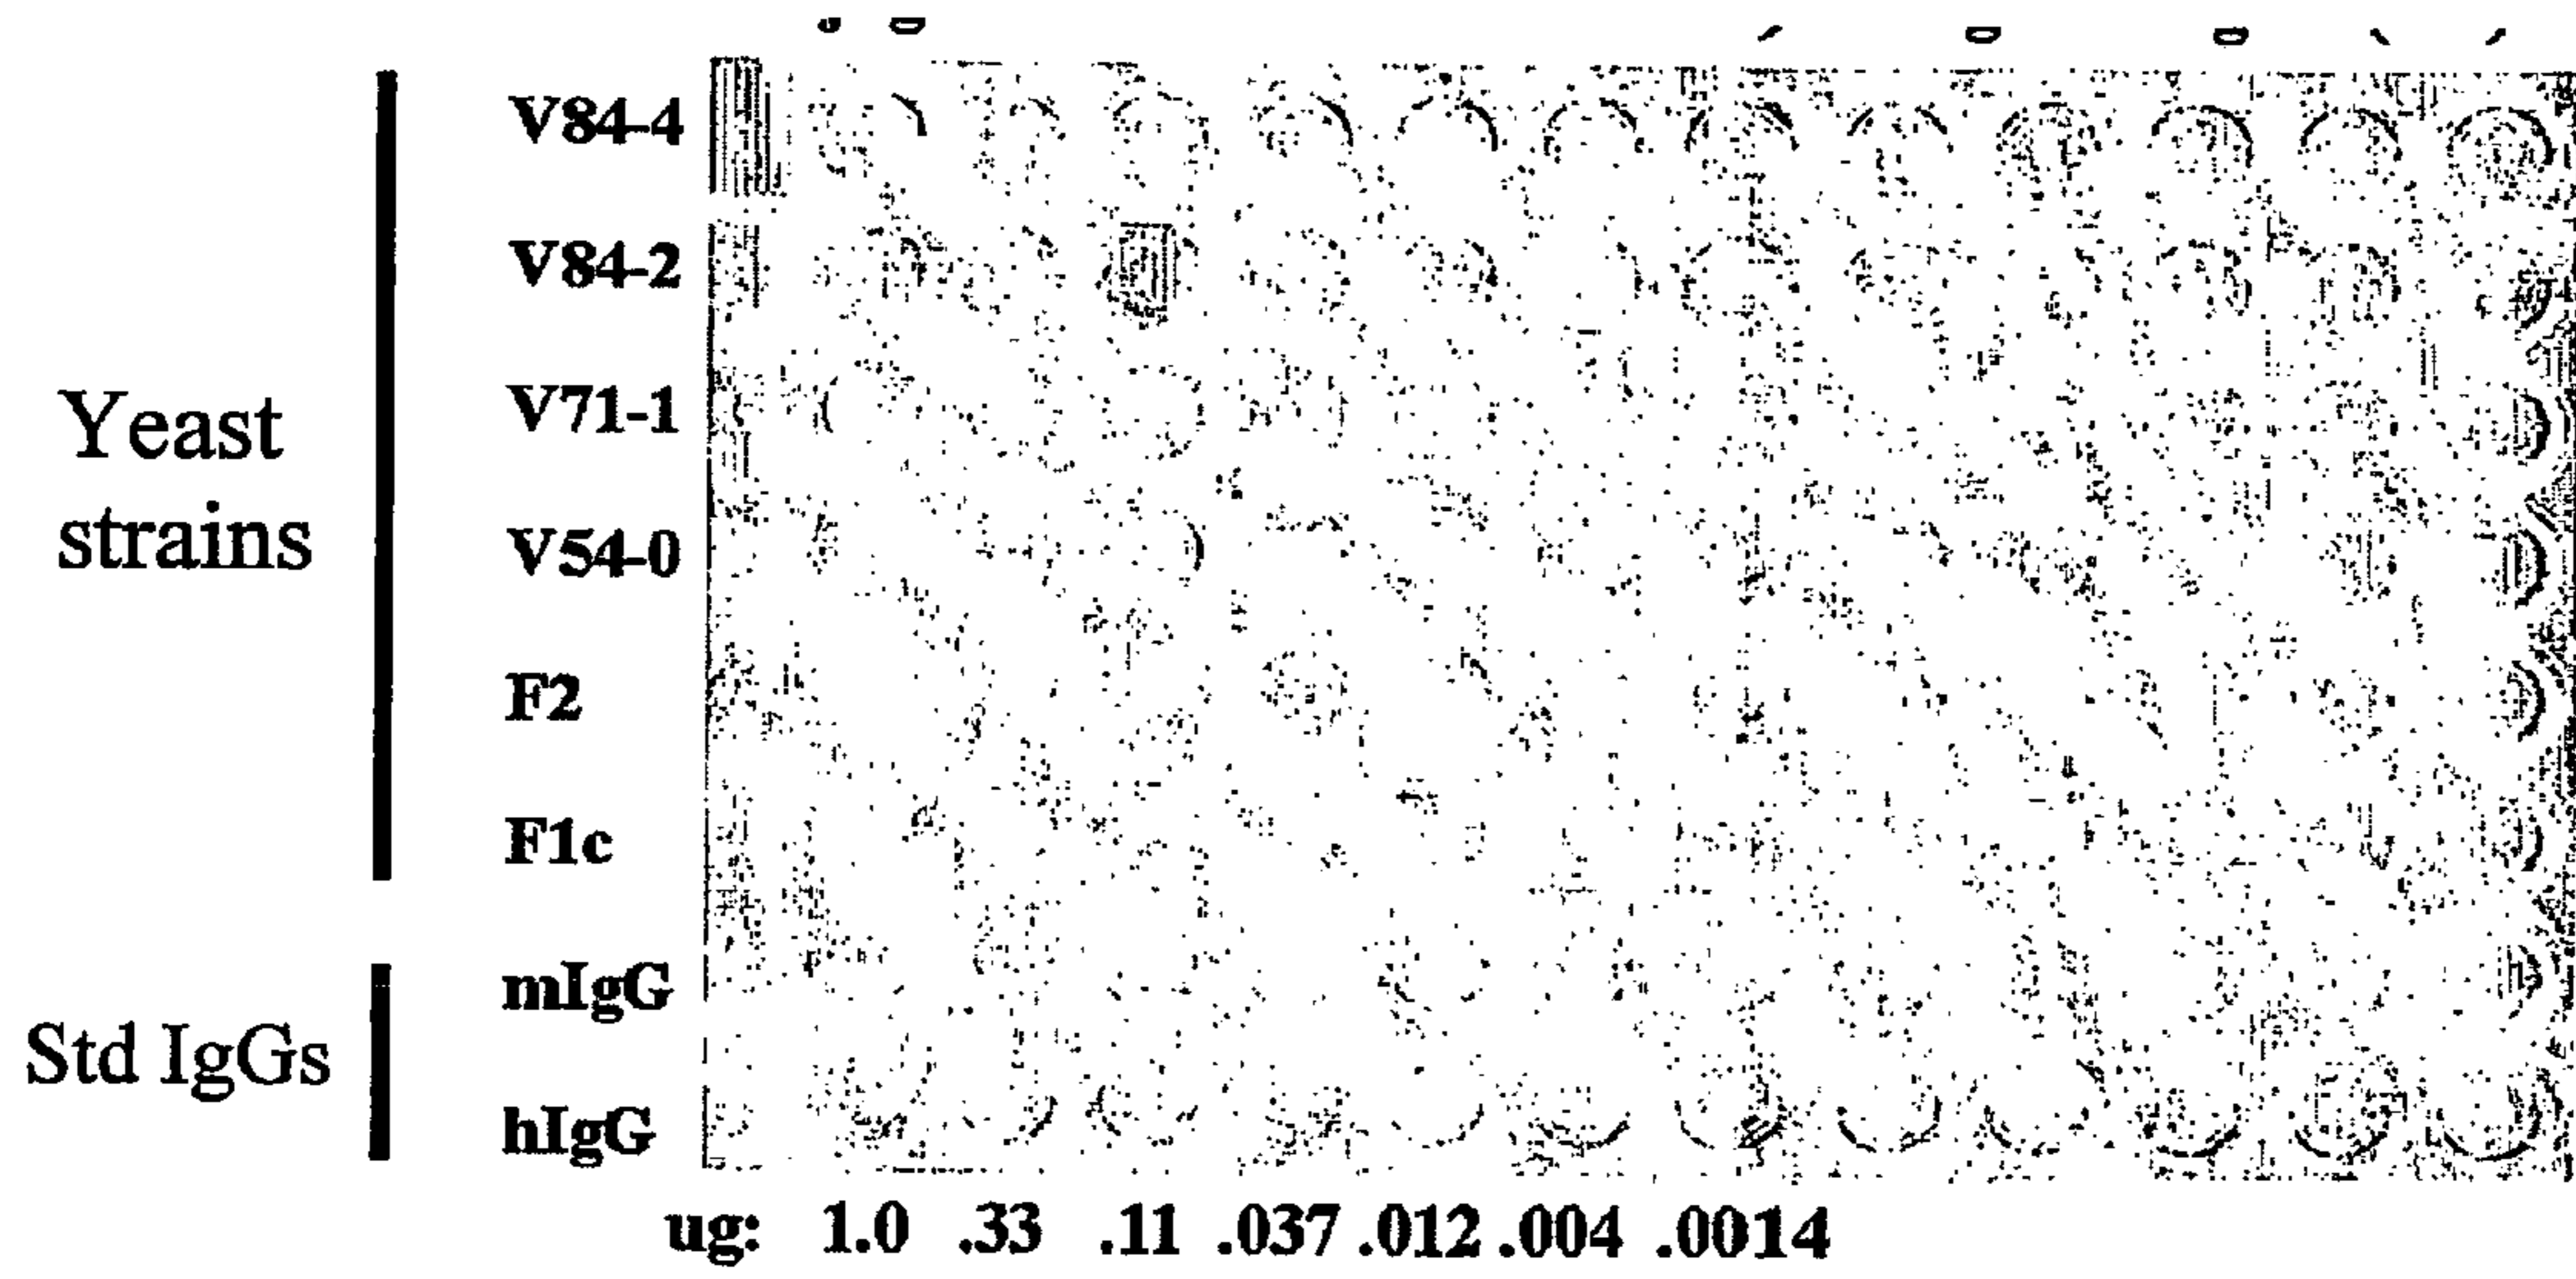 V84-4
V84-2
V71-1
V54-0
F2
F1c
mIgG
hIgG
Yeast
strains
Std IgGs
ug: 1.0 .33 .11 .037 .012 .004 .0014